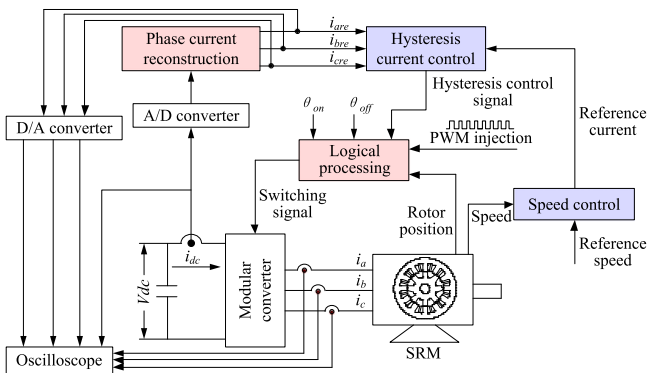 Phase current
reconstruction
i_are
i_bre
i_cre
Hysteresis
current control
Hysteresis control
signal
D/A converter
A/D converter
θ_on
θ_off
PWM injection
Reference
current
Logical
processing
Switching
signal
Rotor
position
Speed
Speed control
Reference
speed
Vdc
i_dc
Modular
converter
i_a
i_b
i_c
SRM
Oscilloscope